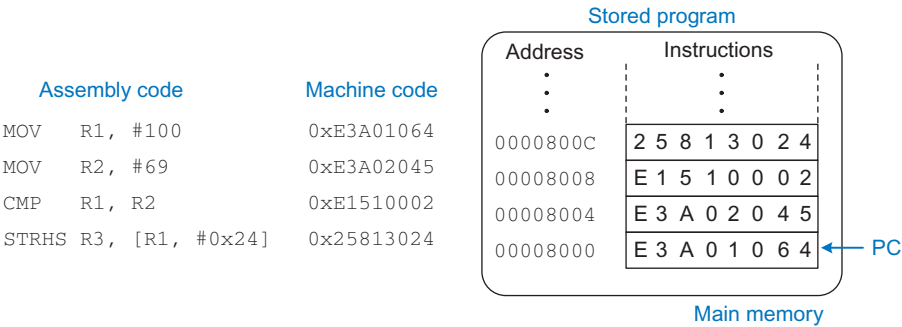 Stored program
Address Instructions
Assembly code Machine code
MOV R1, #100 0xE3A01064
MOV R2, #69 0xE3A02045
CMP R1, R2 0xE1510002
STRHS R3, [R1, #0x24] 0x25813024
0000800C 2 5 8 1 3 0 2 4
00008008 E 1 5 1 0 0 0 2
00008004 E 3 A 0 2 0 4 5
00008000 E 3 A 0 1 0 6 4 PC
Main memory